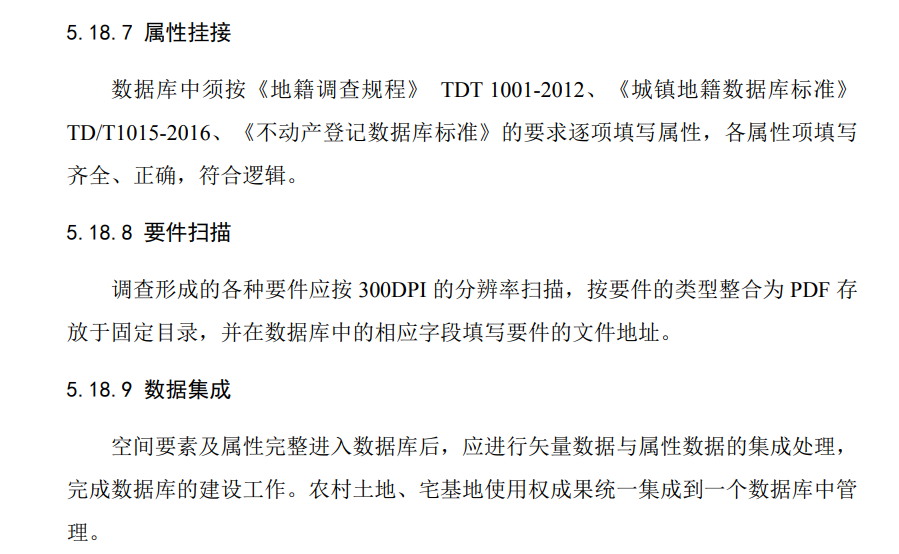 5.18.7 属性挂接
数据库中须按《地籍调查规程》 TDT 1001-2012、《城镇地籍数据库标准》
TD/T1015-2016、《不动产登记数据库标准》的要求逐项填写属性，各属性项填写
齐全、正确，符合逻辑。
5.18.8 要件扫描
调查形成的各种要件应按 300DPI 的分辨率扫描，按要件的类型整合为 PDF 存
放于固定目录，并在数据库中的相应字段填写要件的文件地址。
5.18.9 数据集成
空间要素及属性完整进入数据库后，应进行矢量数据与属性数据的集成处理，
完成数据库的建设工作。农村土地、宅基地使用权成果统一集成到一个数据库中管
理。